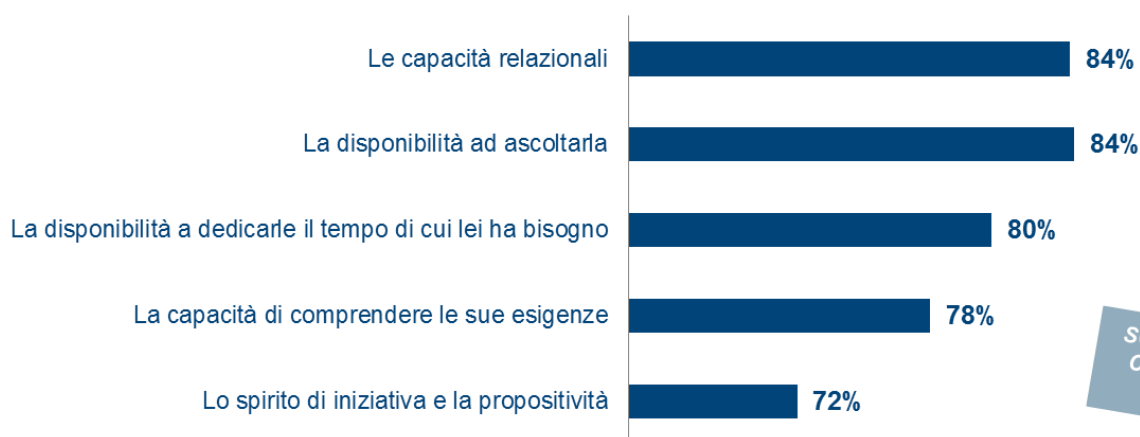 Le capacità relazionali 84%
La disponibilità ad ascoltarla 84%
La disponibilità a dedicarle il tempo di cui lei ha bisogno 80%
La capacità di comprendere le sue esigenze 78%
Lo spirito di iniziativa e la propositività 72%